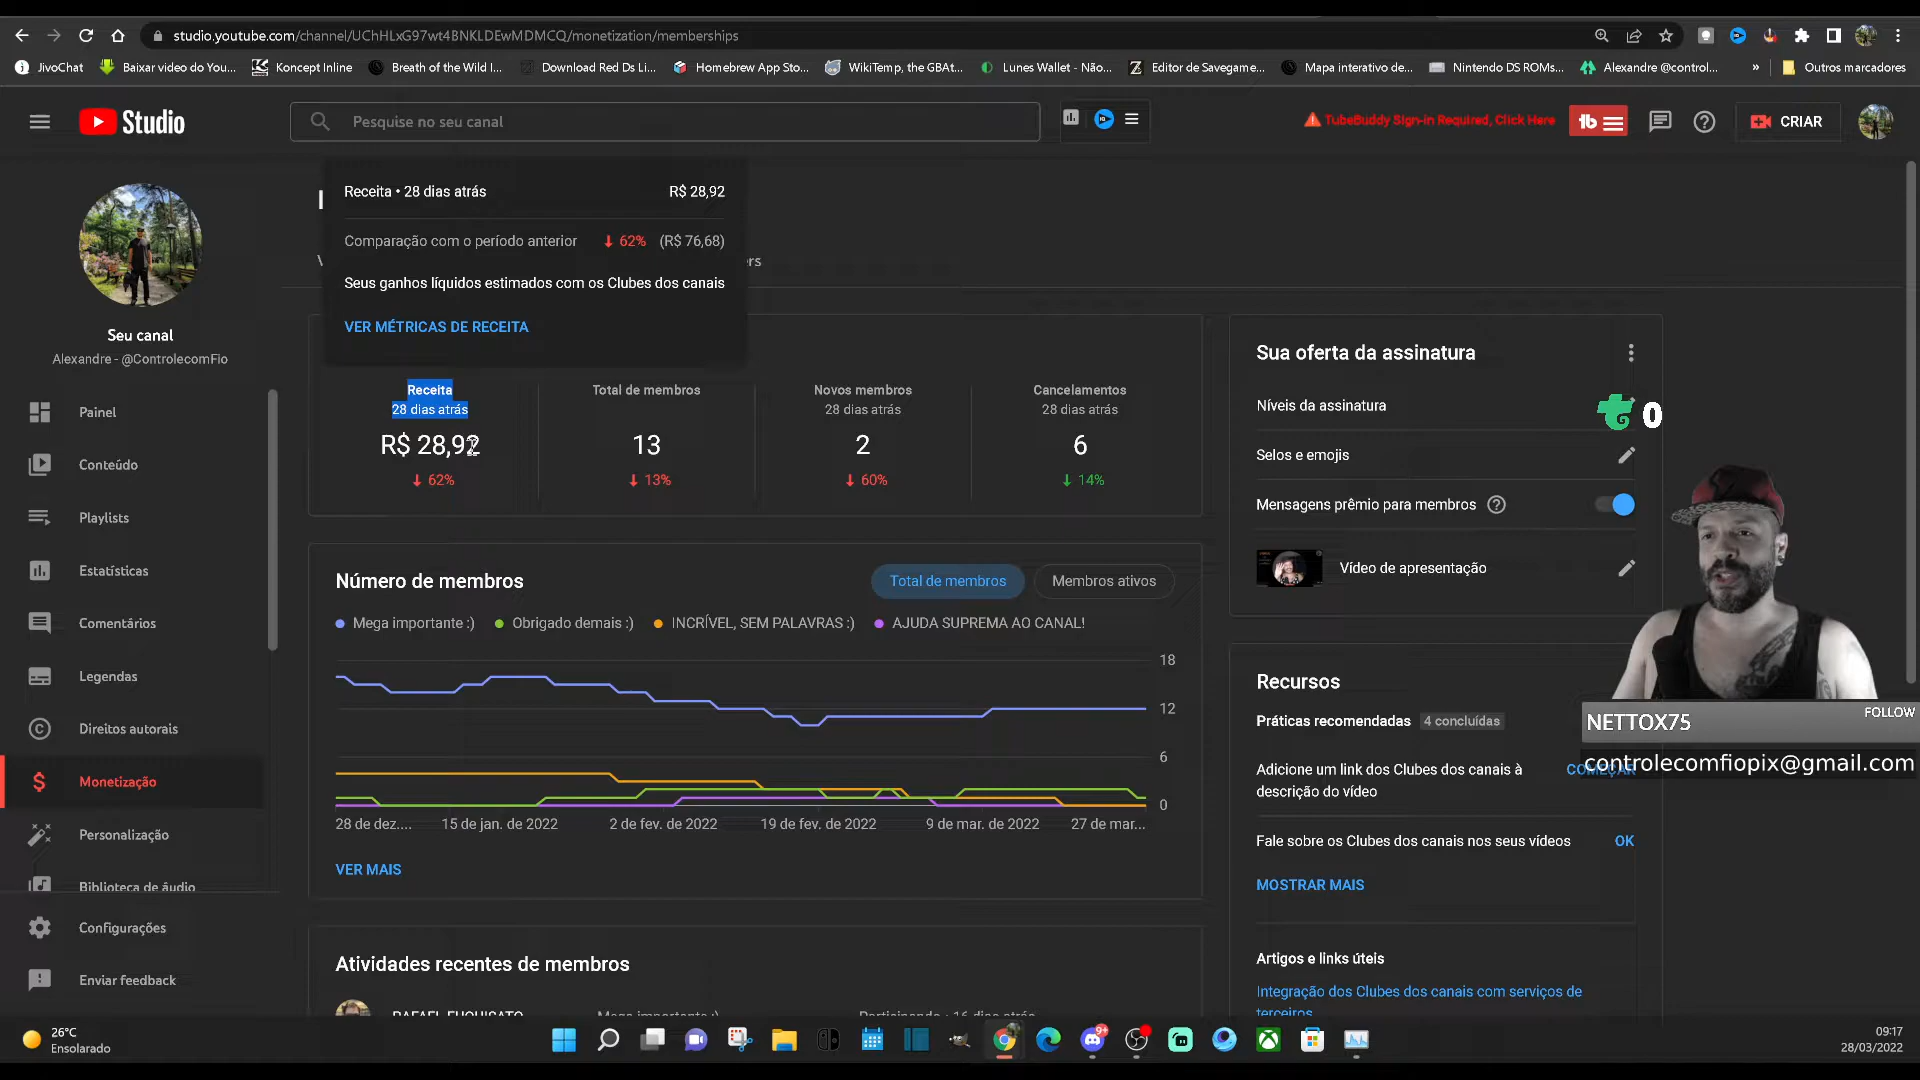 studio.youtube.com/channel/UChHLxG97wt4BNKLDEwMDMCQ/monetization/memberships
JivoChat
Baixar video do You...
Koncept Inline
Breath of the Wild I...
Download Red Ds Li...
Homebrew App Sto...
WikiTemp, the GBAt...
Lunes Wallet - Não...
Editor de Savegame...
Mapa interativo de...
Nintendo DS ROMs...
Alexandre @control...
»
Outros marcadores
Studio
Pesquise no seu canal
TubeBuddy Sign-in Required, Click Here
tb
CRIAR
Receita • 28 dias atrás R$ 28,92
Comparação com o período anterior 62% (R$ 76,68)
Seus ganhos líquidos estimados com os Clubes dos canais
VER MÉTRICAS DE RECEITA
Seu canal
Alexandre - @ControlecomFio
Painel
Conteúdo
Playlists
Estatísticas
Comentários
Legendas
Direitos autorais
Monetização
Personalização
Biblioteca de áudio
Configurações
Enviar feedback
Receita
28 dias atrás
R$ 28,92
62%
Total de membros
13
13%
Novos membros
28 dias atrás
2
60%
Cancelamentos
28 dias atrás
6
14%
Número de membros
Total de membros
Membros ativos
Mega importante :)
Obrigado demais :)
INCRÍVEL, SEM PALAVRAS :)
AJUDA SUPREMA AO CANAL!
18
12
6
0
28 de dez....
15 de jan. de 2022
2 de fev. de 2022
19 de fev. de 2022
9 de mar. de 2022
27 de mar...
VER MAIS
Atividades recentes de membros
Mega importante :)
Participando • 16 dias atrás
Sua oferta da assinatura
Níveis da assinatura
0
Selos e emojis
Mensagens prêmio para membros
Vídeo de apresentação
Recursos
Práticas recomendadas 4 concluídas
Adicione um link dos Clubes dos canais à
descrição do vídeo
COMEÇAR
Fale sobre os Clubes dos canais nos seus vídeos OK
MOSTRAR MAIS
Artigos e links úteis
Integração dos Clubes dos canais com serviços de
terceiros
NETTOX75
FOLLOW
controlecomfiopix@gmail.com
26°C
Ensolarado
9+
09:17
28/03/2022